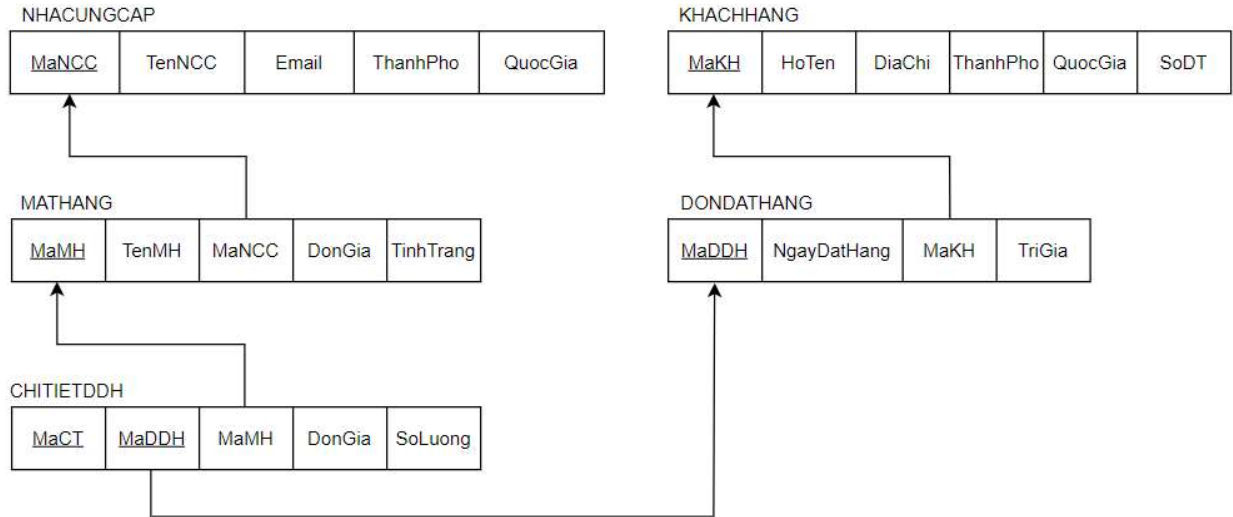 NHACUNGCAP
MaNCC TenNCC Email ThanhPho QuocGia
KHACHHANG
MaKH HoTen DiaChi ThanhPho QuocGia SoDT
MATHANG
MaMH TenMH MaNCC DonGia TinhTrang
DONDATHANG
MaDDH NgayDatHang MaKH TriGia
CHITIETDDH
MaCT MaDDH MaMH DonGia SoLuong